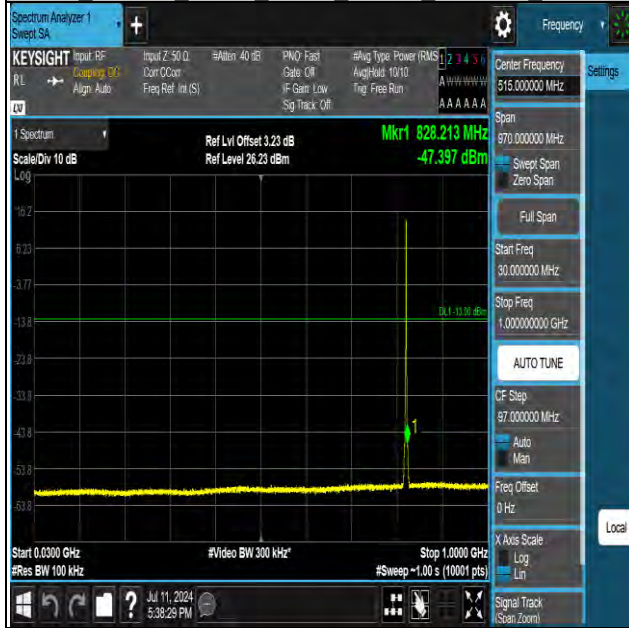 Spectrum Analyzer 1
Swept SA
+
Frequency
KEYSIGHT
Input: RF
Input Z: 50 Ω
#Atten: 40 dB
PNO: Fast
#Avg Type: Power (RMS
1 2 3 4 5 6
RL
Coupling: DC
Corr CCorr
Gate: Off
Avg|Hold: 10/10
A W W W W W
Align: Auto
Freq Ref: Int (S)
IF Gain: Low
Trig: Free Run
Sig Track: Off
A A A A A A
LXI
1 Spectrum
Scale/Div 10 dB
Ref Lvl Offset 3.23 dB
Ref Level 26.23 dBm
Mkr1 828.213 MHz
-47.397 dBm
Log
16.2
6.23
-3.77
-13.8
-23.8
-33.8
-43.8
-53.8
-63.8
DL1 -13.00 dBm
1
Start 0.0300 GHz
#Video BW 300 kHz*
Stop 1.0000 GHz
#Res BW 100 kHz
#Sweep ~1.00 s (10001 pts)
?
Jul 11, 2024
5:38:29 PM
Center Frequency
515.000000 MHz
Settings
Span
970.000000 MHz
Swept Span
Zero Span
Full Span
Start Freq
30.000000 MHz
Stop Freq
1.000000000 GHz
AUTO TUNE
CF Step
97.000000 MHz
Auto
Man
Freq Offset
0 Hz
Local
X Axis Scale
Log
Lin
Signal Track
(Span Zoom)